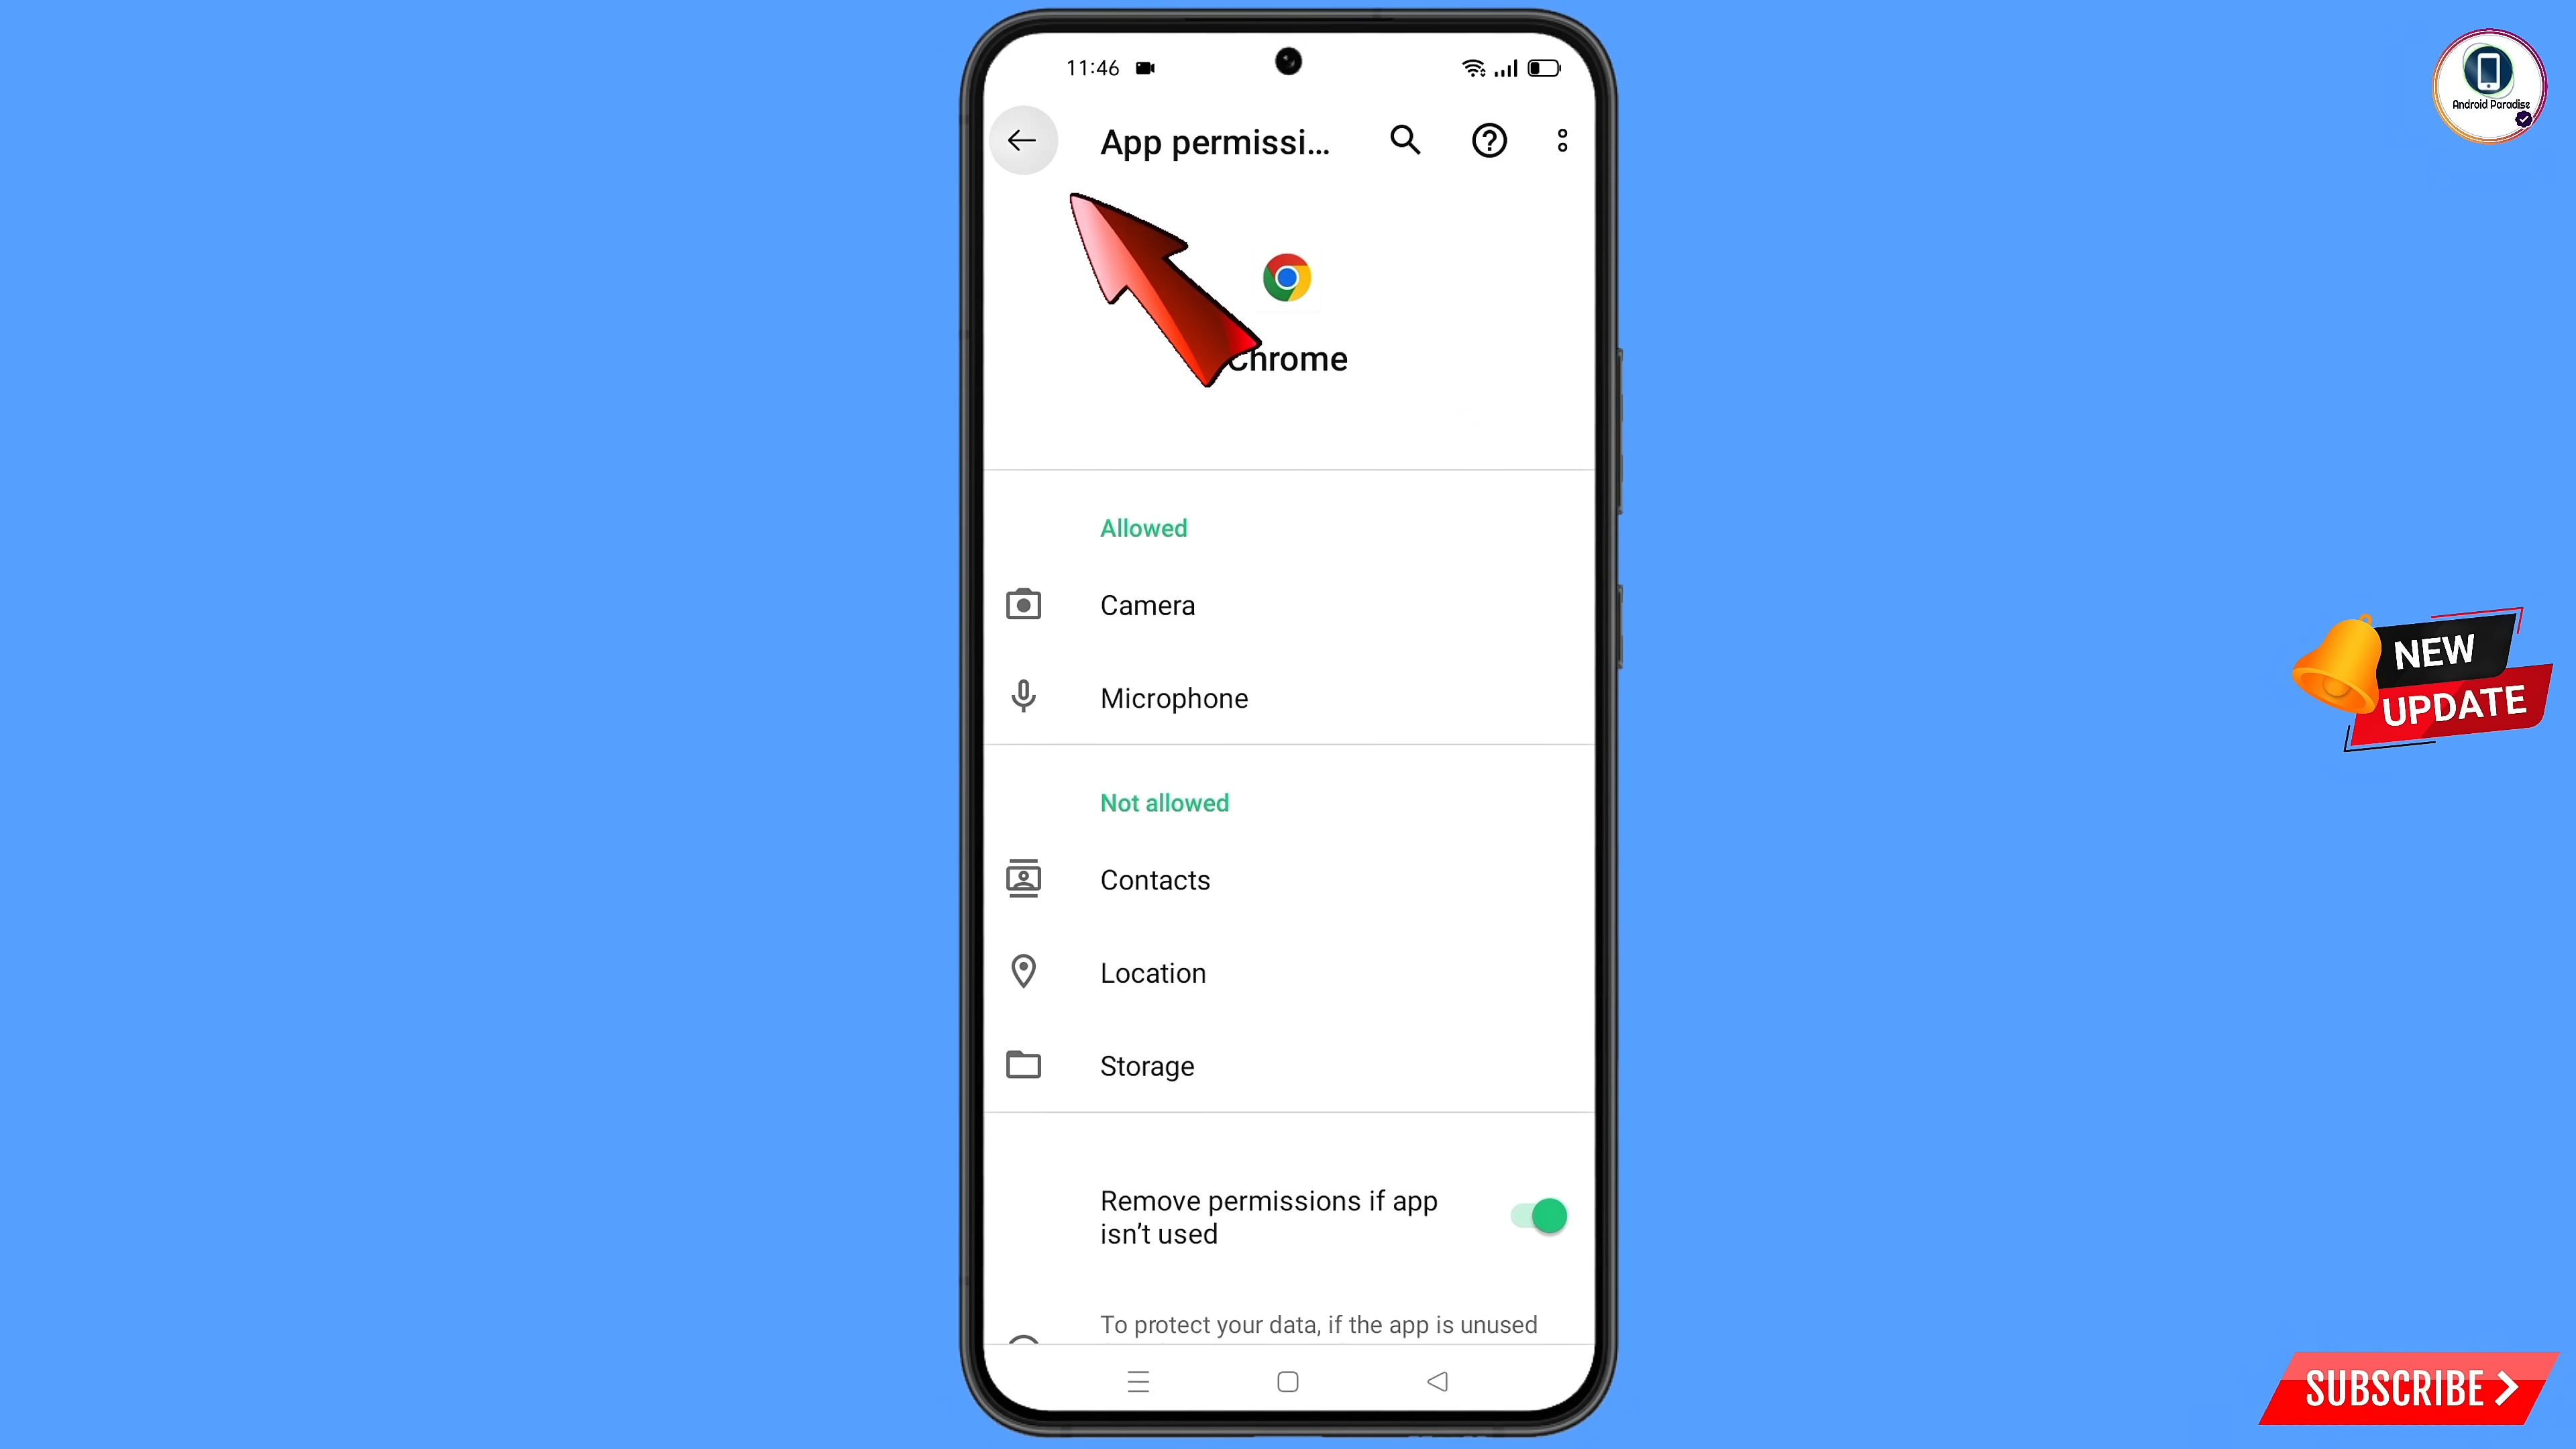 11:46
App permissi...
Android Paradise
Chrome
Allowed
Camera
Microphone
NEW
UPDATE
Not allowed
Contacts
Location
Storage
Remove permissions if app
isn't used
To protect your data, if the app is unused
SUBSCRIBE